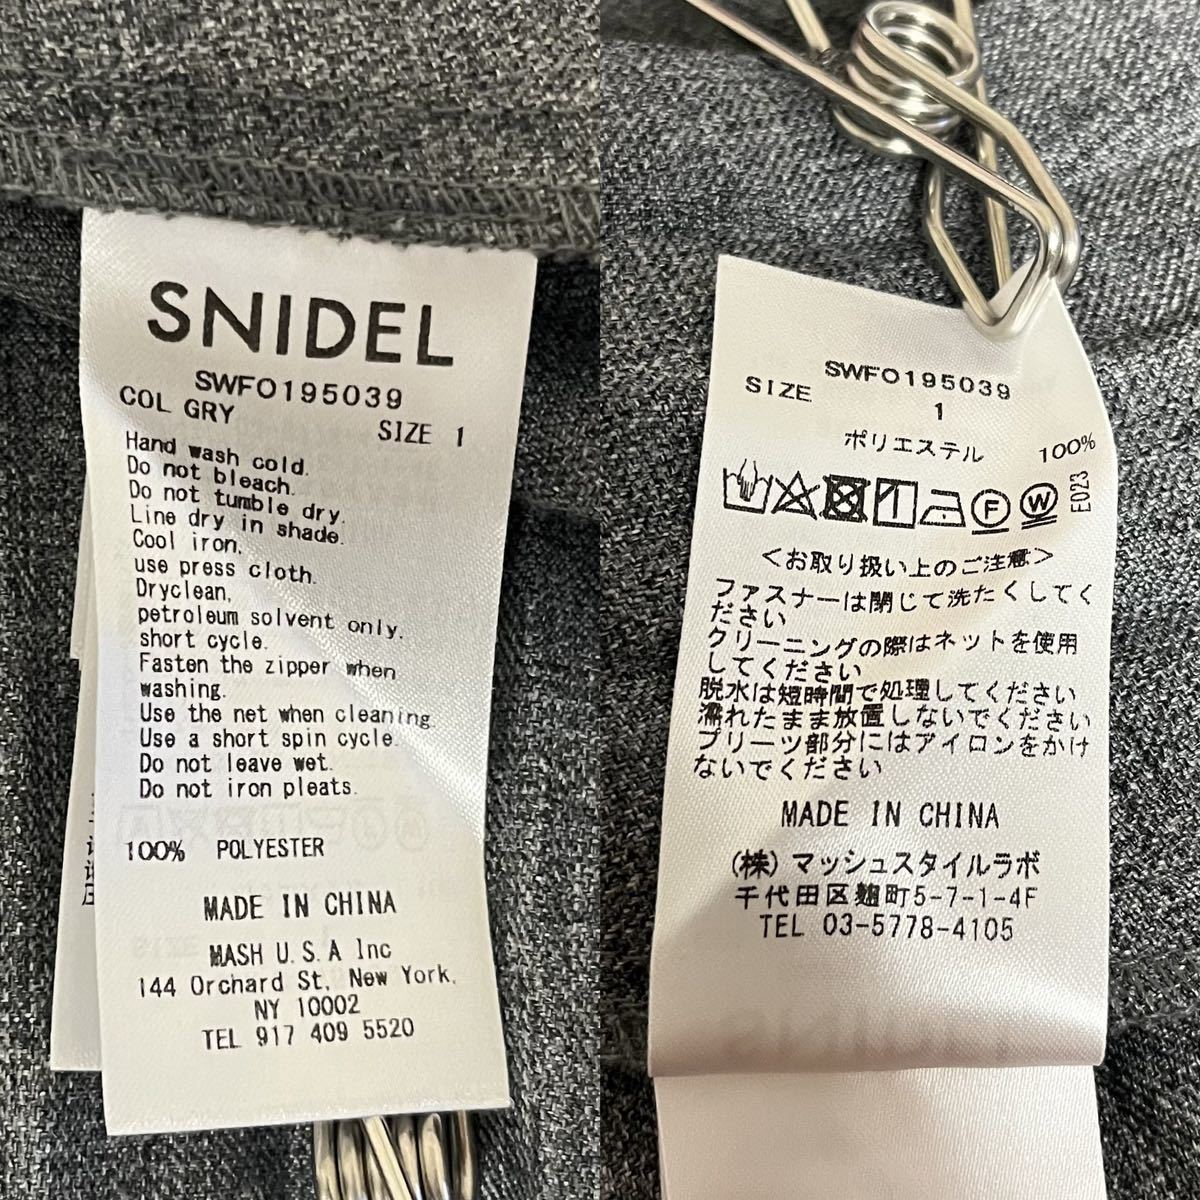 SNIDEL
SWFO195039
COL GRY
SIZE 1
Hand wash cold.
Do not bleach.
Do not tumble dry.
Line dry in shade.
Cool iron,
use press cloth.
Dryclean,
petroleum solvent only,
short cycle.
Fasten the zipper when
washing.
Use the net when cleaning.
Use a short spin cycle.
Do not leave wet.
Do not iron pleats.
100% POLYESTER
MADE IN CHINA
MASH U.S.A Inc
144 Orchard St, New York,
NY 10002
TEL 917 409 5520
SWFO195039
SIZE 1
ポリエステル 100%
F W E023
<お取り扱い上のご注意>
ファスナーは閉じて洗たくしてく
ださい
クリーニングの際はネットを使用
してください
脱水は短時間で処理してください
濡れたまま放置しないでください
プリーツ部分にはアイロンをかけ
ないでください
MADE IN CHINA
(株)マッシュスタイルラボ
千代田区麹町5-7-1-4F
TEL 03-5778-4105